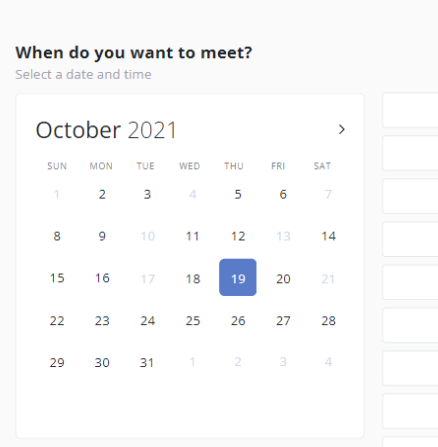 When do you want to meet?
Select a date and time
October 2021
SUN MON TUE WED THU FRI SAT
1 2 3 4 5 6 7
8 9 10 11 12 13 14
15 16 17 18 19 20 21
22 23 24 25 26 27 28
29 30 31 1 2 3 4